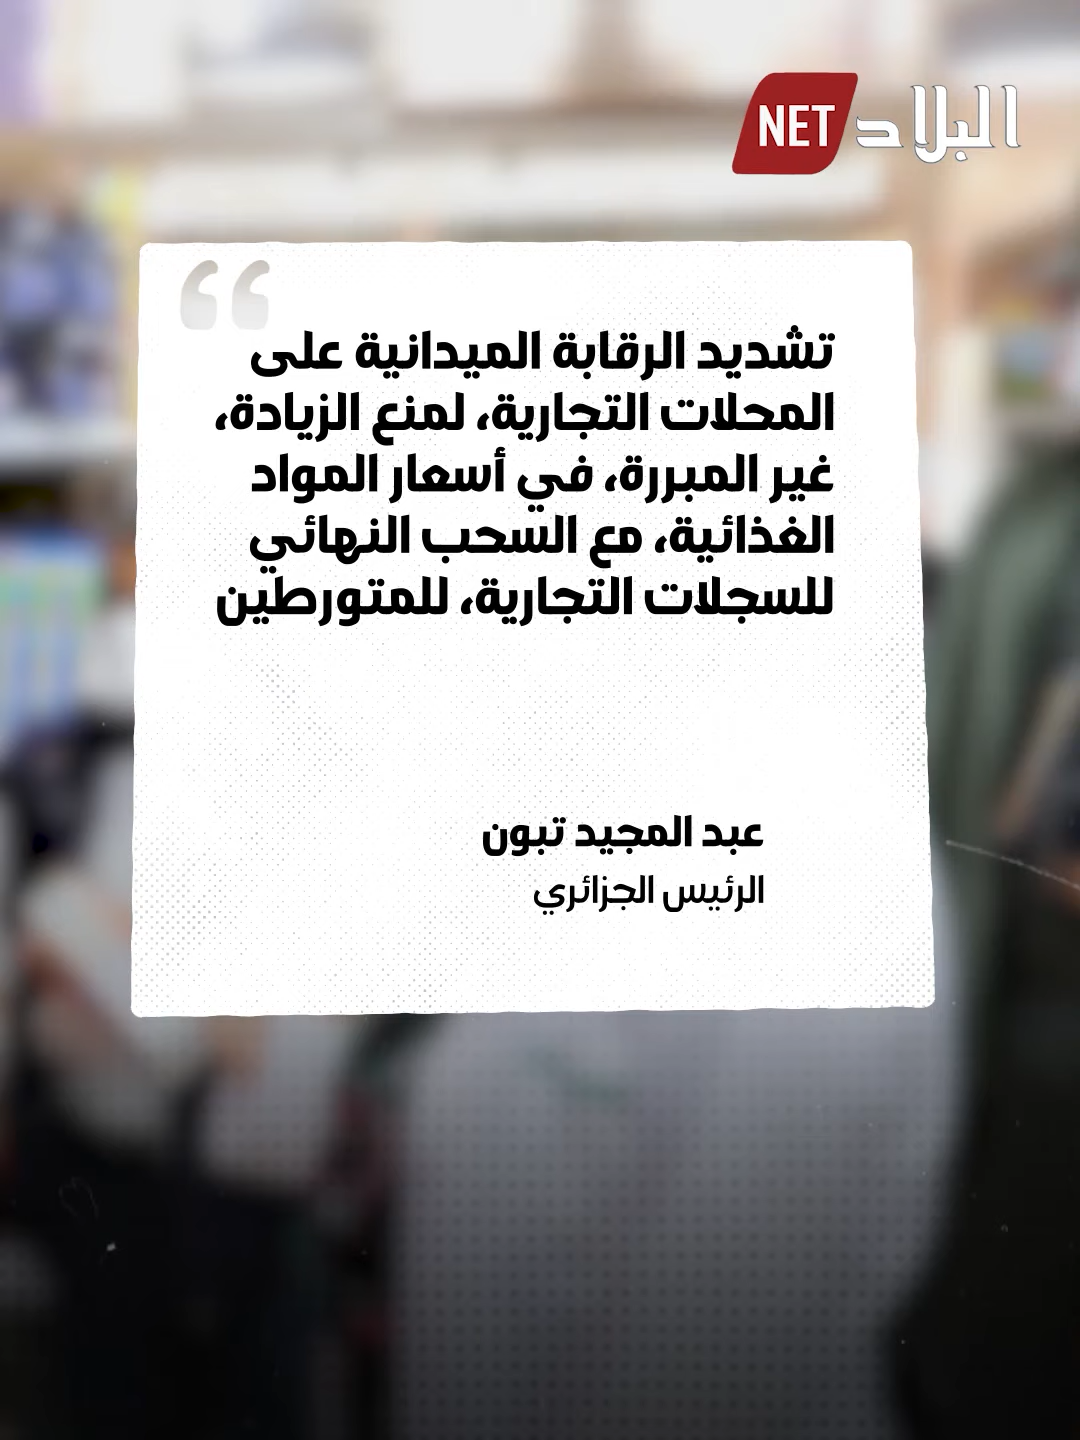 البلاد NET
تشديد الرقابة الميدانية على
المحلات التجارية، لمنع الزيادة،
غير المبررة، في أسعار المواد
الغذائية، مع السحب النهائي
للسجلات التجارية، للمتورطين
عبد المجيد تبون
الرئيس الجزائري